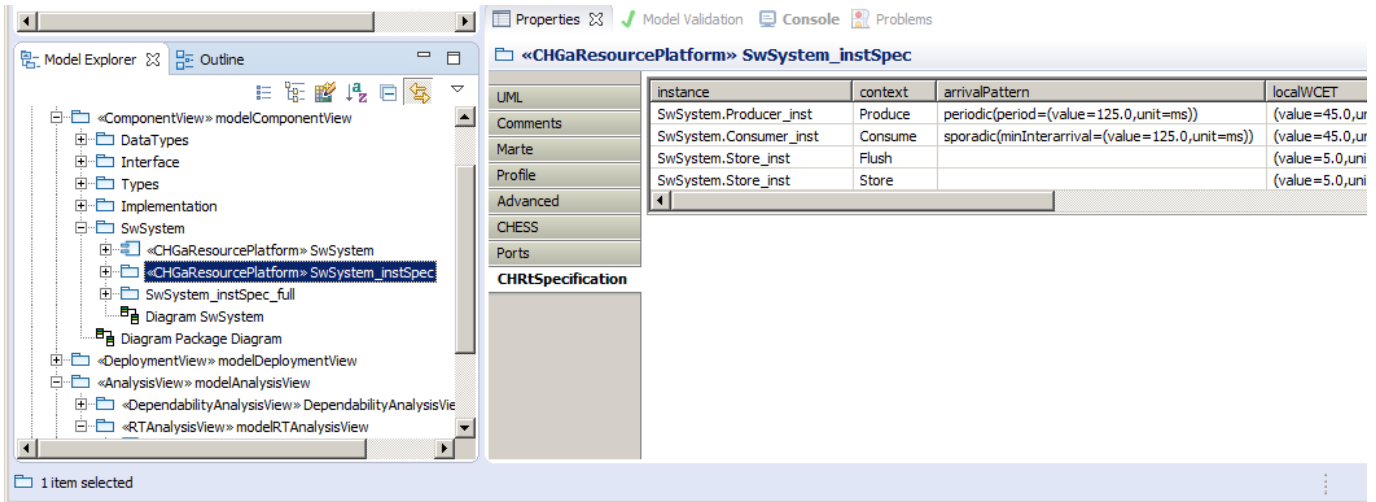 Properties
Model Validation
Console
Problems
Model Explorer
Outline
«CHGaResourcePlatform» SwSystem_instSpec
«ComponentView» modelComponentView
DataTypes
Interface
Types
Implementation
SwSystem
«CHGaResourcePlatform» SwSystem
«CHGaResourcePlatform» SwSystem_instSpec
SwSystem_instSpec_full
Diagram SwSystem
Diagram Package Diagram
«DeploymentView» modelDeploymentView
«AnalysisView» modelAnalysisView
«DependabilityAnalysisView» DependabilityAnalysisVie
«RTAnalysisView» modelRTAnalysisView
UML
Comments
Marte
Profile
Advanced
CHESS
Ports
CHRtSpecification
instance context arrivalPattern localWCET
SwSystem.Producer_inst Produce periodic(period=(value=125.0,unit=ms)) (value=45.0,ur
SwSystem.Consumer_inst Consume sporadic(minInterarrival=(value=125.0,unit=ms)) (value=45.0,ur
SwSystem.Store_inst Flush (value=5.0,uni
SwSystem.Store_inst Store (value=5.0,uni
1 item selected